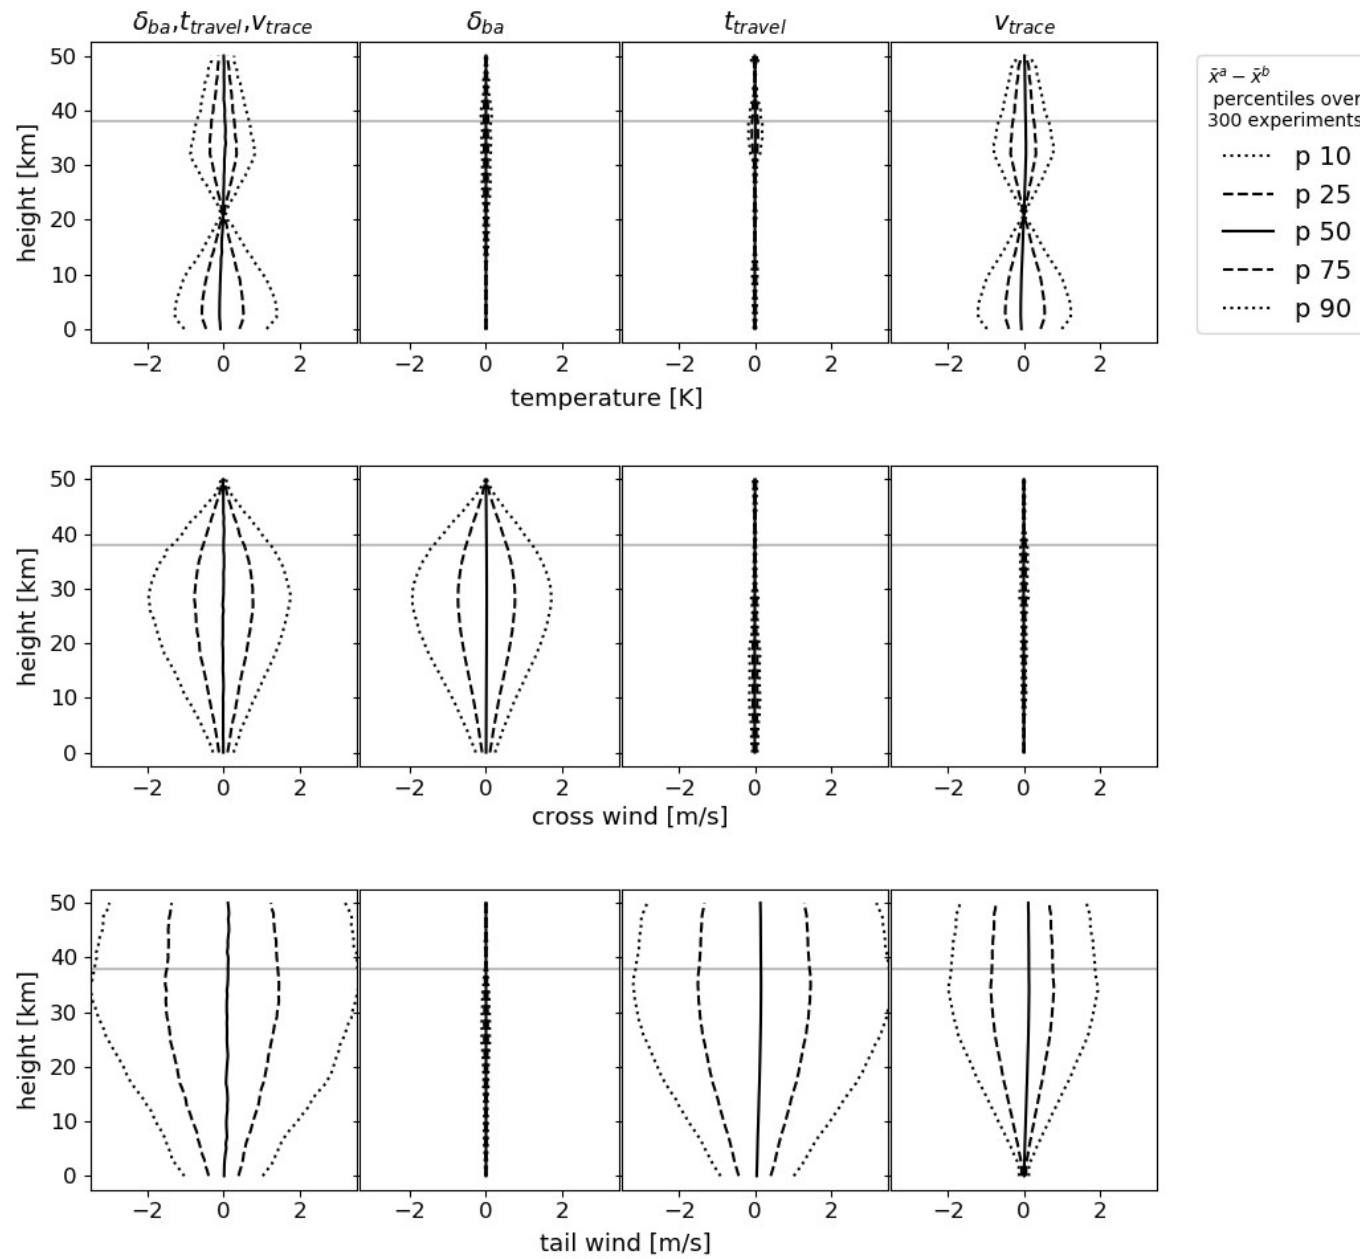 δba,ttravel,vtrace δba ttravel vtrace
50
40
30
20
10
0
height [km]
−2 0 2 −2 0 2 −2 0 2 −2 0 2
temperature [K]
x̄ᵃ − x̄ᵇ
percentiles over
300 experiments
p 10
p 25
p 50
p 75
p 90
50
40
30
20
10
0
height [km]
−2 0 2 −2 0 2 −2 0 2 −2 0 2
cross wind [m/s]
50
40
30
20
10
0
height [km]
−2 0 2 −2 0 2 −2 0 2 −2 0 2
tail wind [m/s]